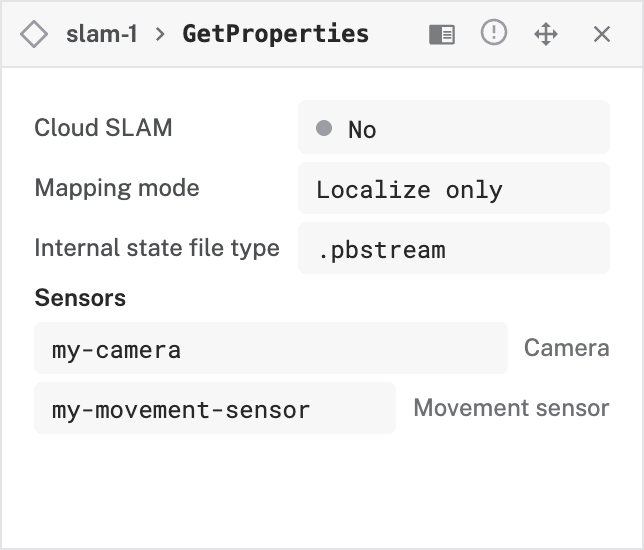 slam-1 > GetProperties
Cloud SLAM No
Mapping mode Localize only
Internal state file type .pbstream
Sensors
my-camera Camera
my-movement-sensor Movement sensor